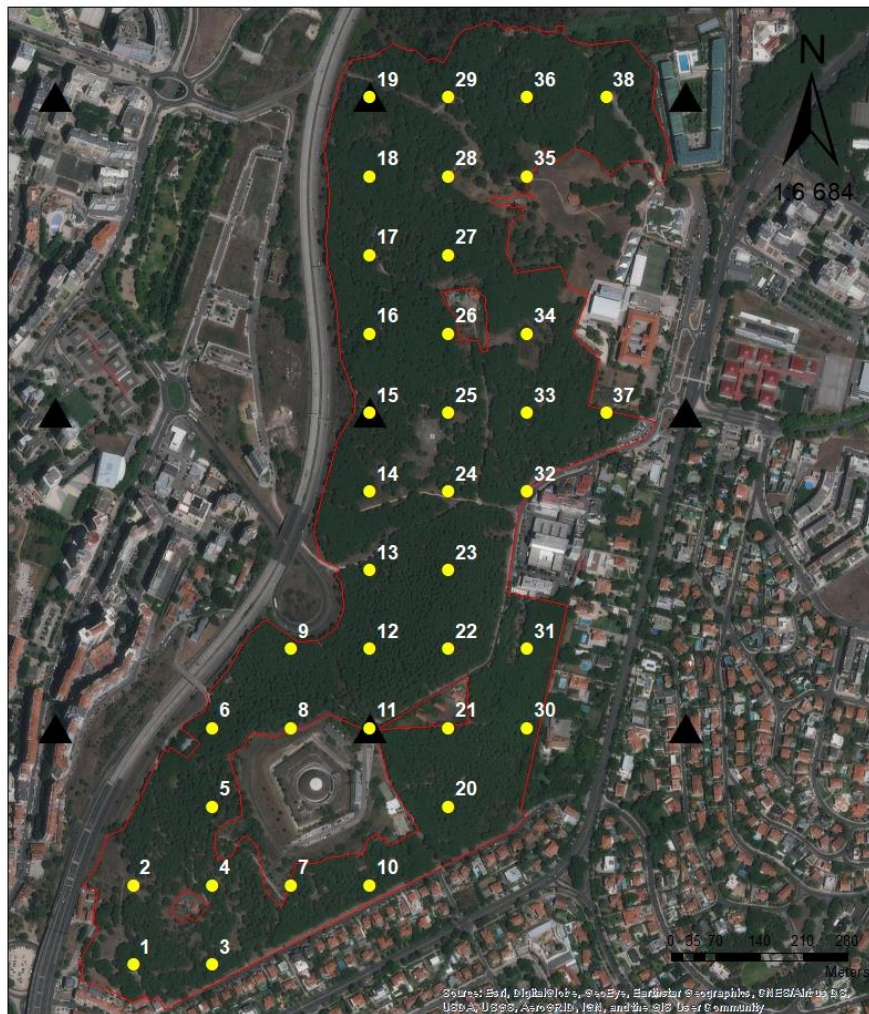 N
19 29 36 38
18 28 35
1:6 684
17 27
16 26 34
15 25 33 37
14 24 32
13 23
9 12 22 31
6 8 11 21 30
5 20
2 4 7 10
1 3
0 35 70 140 210 280
Meters
Source: Esri, DigitalGlobe, GeoEye, Earthstar Geographics, CNES/Airbus DS,
USDA, USGS, AeroGRID, IGN, and the GIS User Community